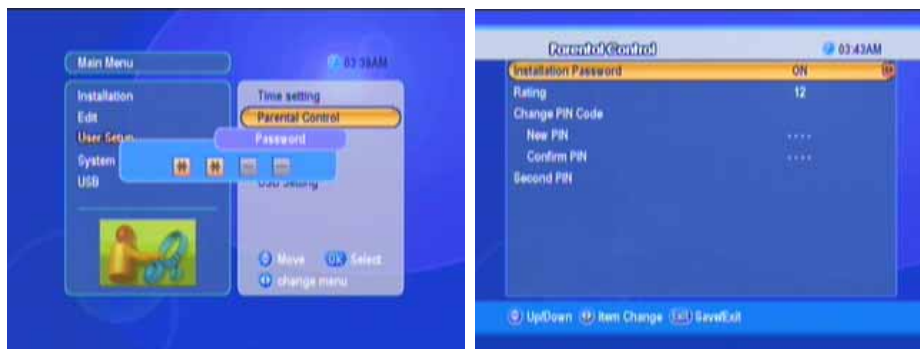 Main Menu
03:38AM
Installation
Edit
User Setup
System
USB
Time setting
Parental Control
Password
USB Setting
Move OK Select
change menu
Parental Control
03:43AM
Installation Password ON
Rating 12
Change PIN Code
New PIN - - - -
Confirm PIN - - - -
Second PIN
Up/Down Item Change Exit Save/Exit